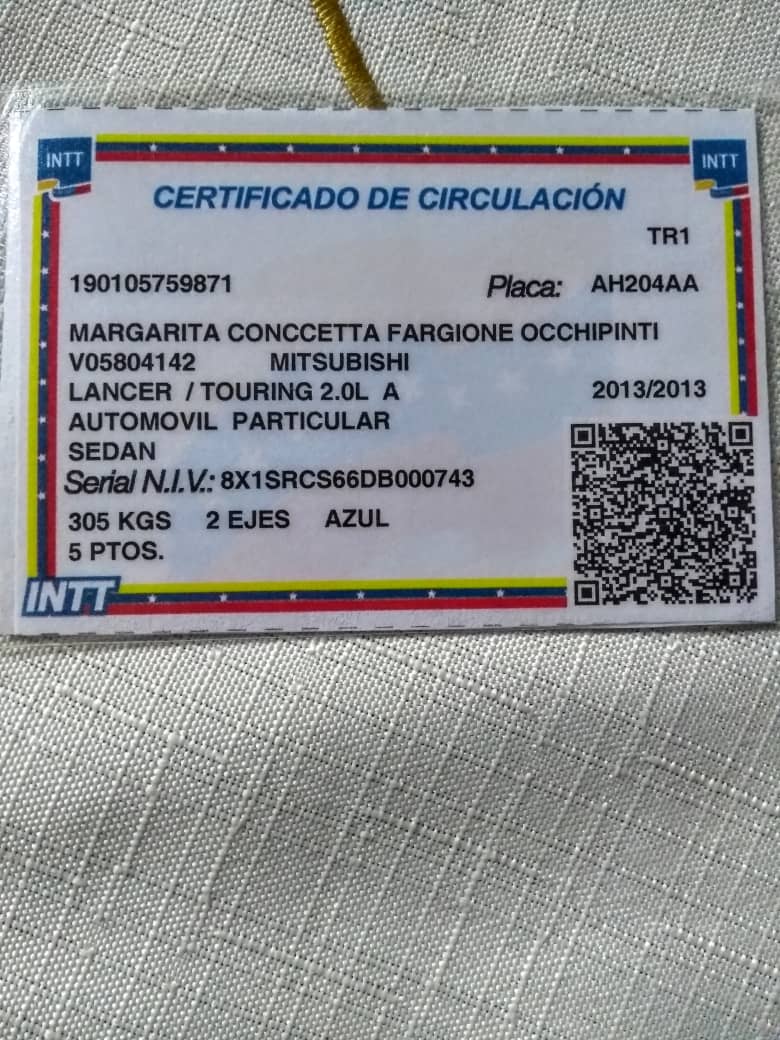 INTT
INTT
CERTIFICADO DE CIRCULACIÓN
TR1
190105759871 Placa: AH204AA
MARGARITA CONCCETTA FARGIONE OCCHIPINTI
V05804142 MITSUBISHI
LANCER / TOURING 2.0L A 2013/2013
AUTOMOVIL PARTICULAR
SEDAN
Serial N.I.V.: 8X1SRCS66DB000743
305 KGS 2 EJES AZUL
5 PTOS.
INTT